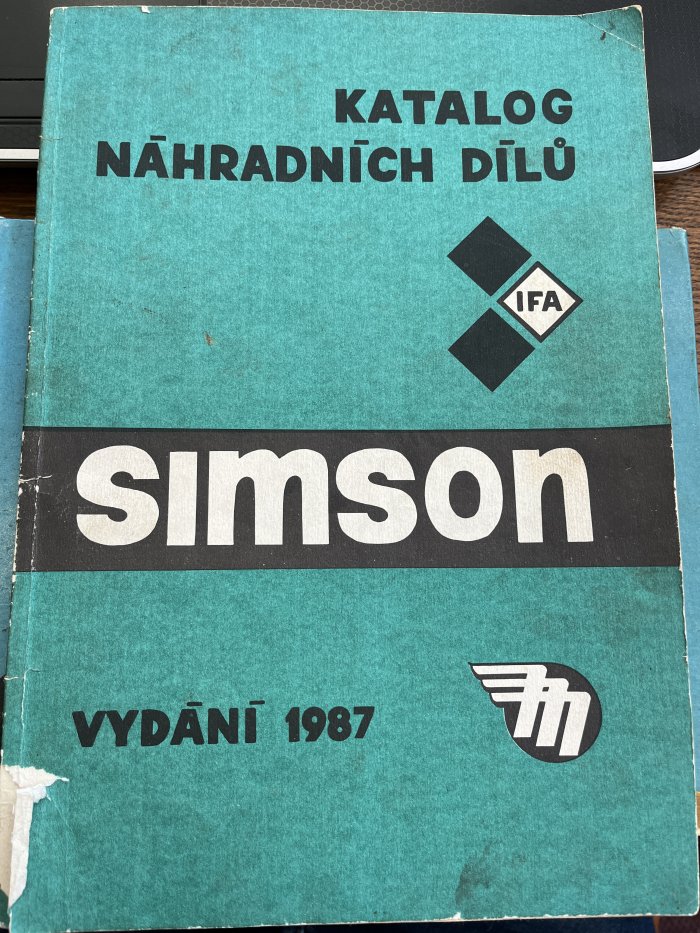 KATALOG
NÁHRADNÍCH DÍLŮ
IFA
SIMSON
VYDÁNÍ 1987
M